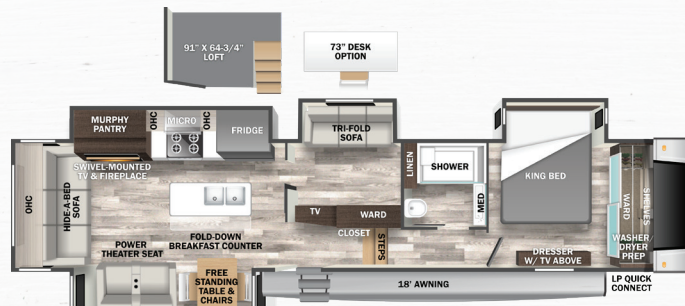 91" X 64-3/4"
LOFT
73" DESK
OPTION
MURPHY
PANTRY
OHC
MICRO
OHC
FRIDGE
TRI-FOLD
SOFA
SWIVEL-MOUNTED
TV & FIREPLACE
OHC
HIDE-A-BED
SOFA
LINEN
SHOWER
MED
KING BED
SHELVES
WARD
WASHER/
DRYER
PREP
TV
WARD
CLOSET
STEPS
FOLD-DOWN
BREAKFAST COUNTER
POWER
THEATER SEAT
FREE
STANDING
TABLE &
CHAIRS
DRESSER
W/ TV ABOVE
18' AWNING
LP QUICK
CONNECT